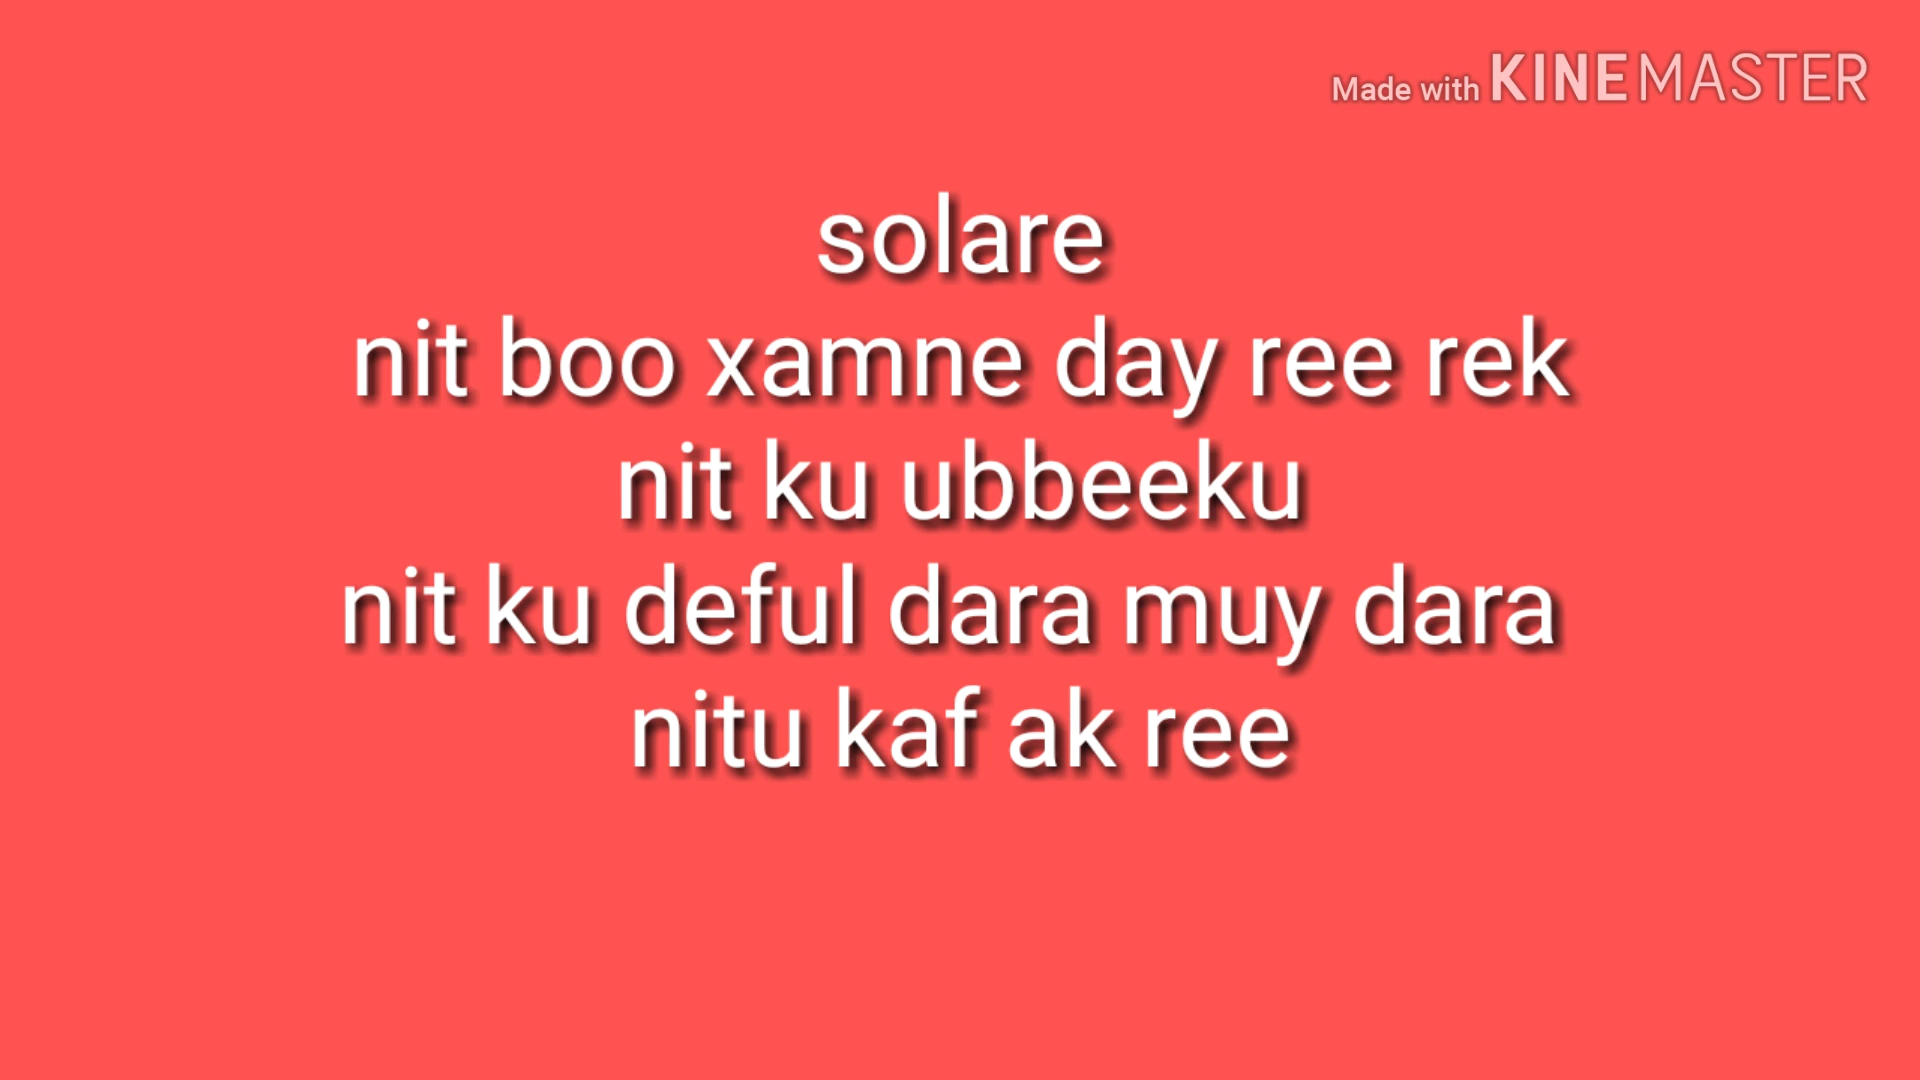 Made with KINEMASTER
solare
nit boo xamne day ree rek
nit ku ubbeeku
nit ku deful dara muy dara
nitu kaf ak ree